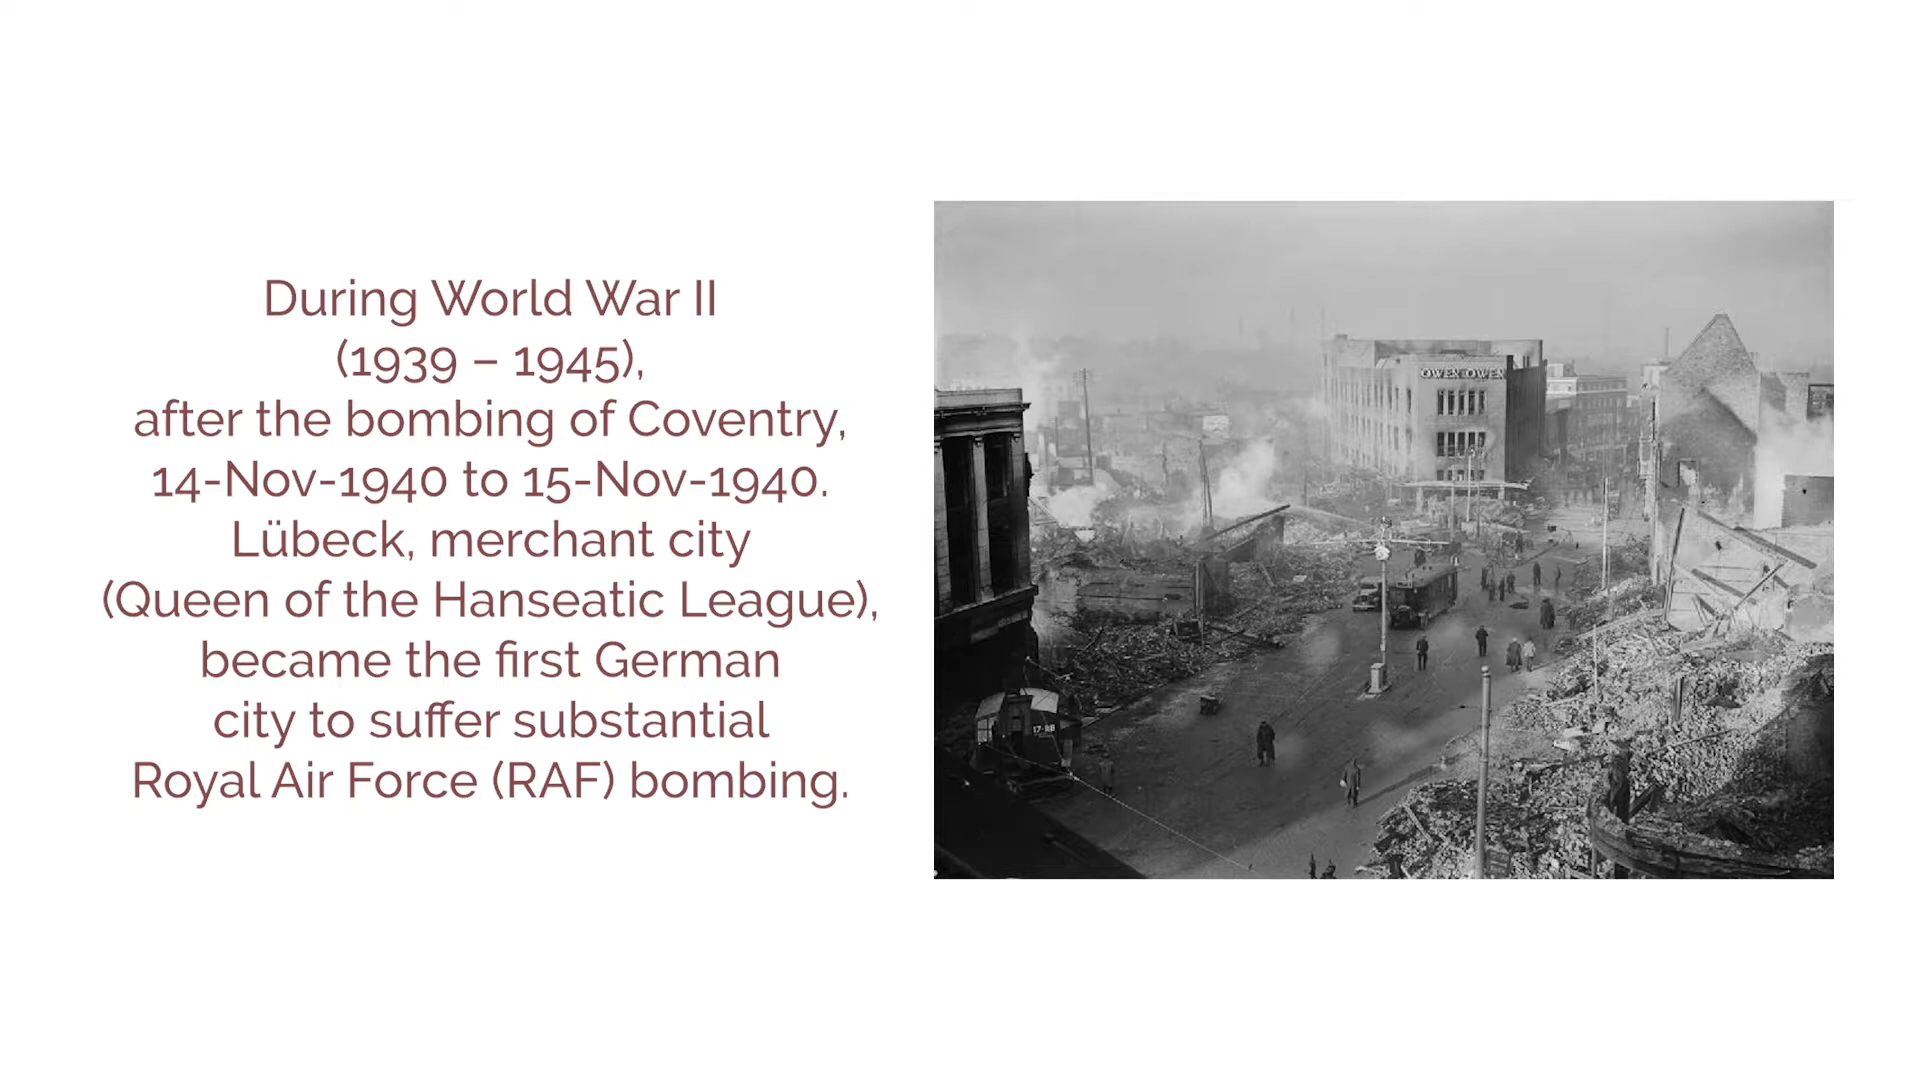 During World War II
(1939 – 1945),
after the bombing of Coventry,
14-Nov-1940 to 15-Nov-1940.
Lübeck, merchant city
(Queen of the Hanseatic League),
became the first German
city to suffer substantial
Royal Air Force (RAF) bombing.
OWEN OWEN